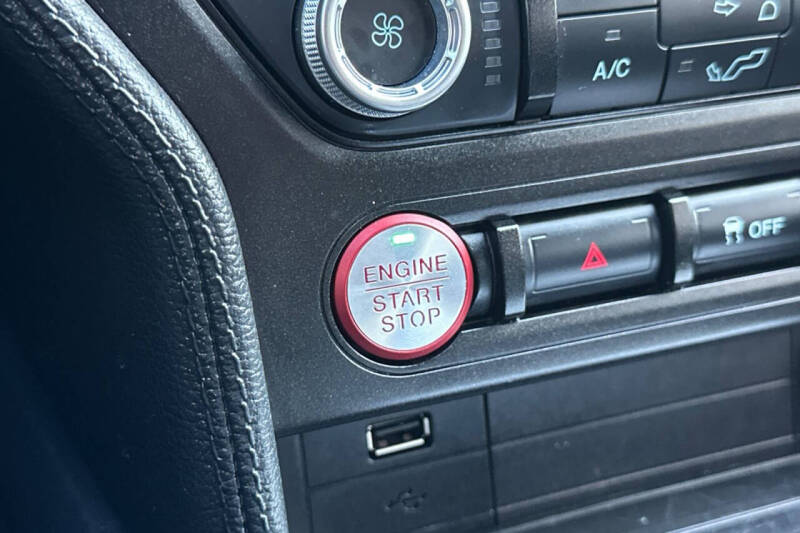 A/C
OFF
ENGINE
START
STOP